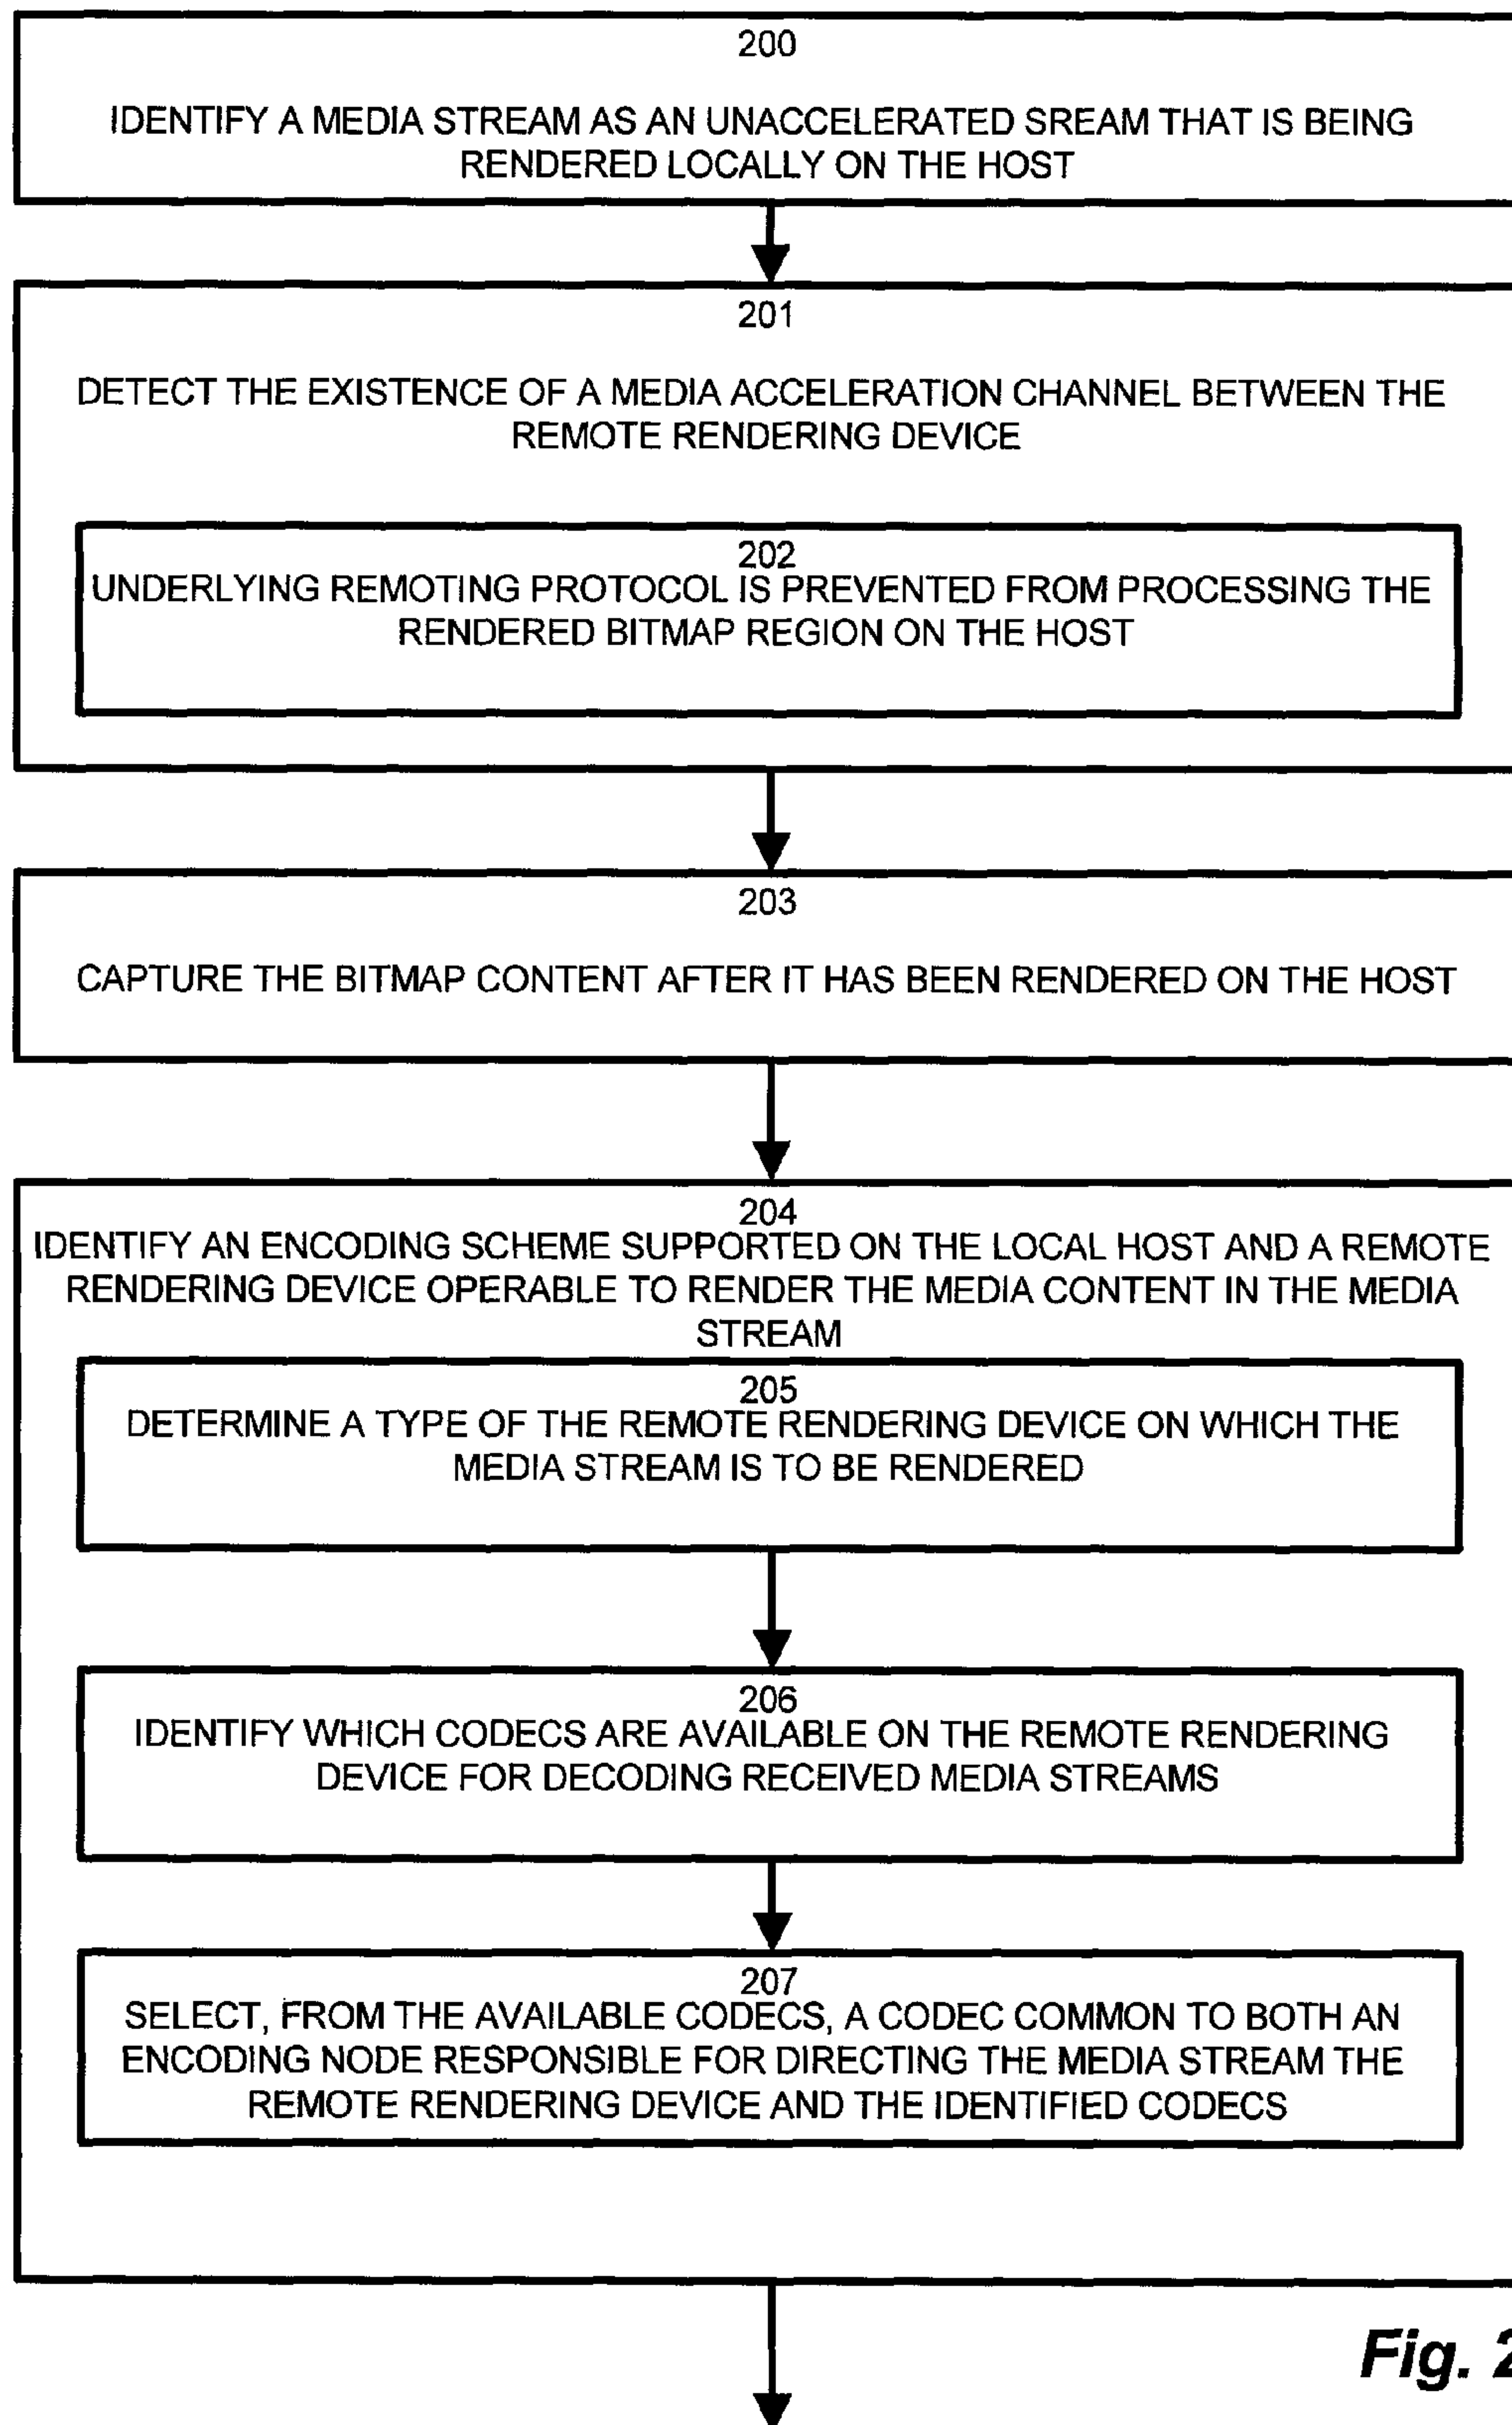 200
IDENTIFY A MEDIA STREAM AS AN UNACCELERATED SREAM THAT IS BEING
RENDERED LOCALLY ON THE HOST
201
DETECT THE EXISTENCE OF A MEDIA ACCELERATION CHANNEL BETWEEN THE
REMOTE RENDERING DEVICE
202
UNDERLYING REMOTING PROTOCOL IS PREVENTED FROM PROCESSING THE
RENDERED BITMAP REGION ON THE HOST
203
CAPTURE THE BITMAP CONTENT AFTER IT HAS BEEN RENDERED ON THE HOST
204
IDENTIFY AN ENCODING SCHEME SUPPORTED ON THE LOCAL HOST AND A REMOTE
RENDERING DEVICE OPERABLE TO RENDER THE MEDIA CONTENT IN THE MEDIA
STREAM
205
DETERMINE A TYPE OF THE REMOTE RENDERING DEVICE ON WHICH THE
MEDIA STREAM IS TO BE RENDERED
206
IDENTIFY WHICH CODECS ARE AVAILABLE ON THE REMOTE RENDERING
DEVICE FOR DECODING RECEIVED MEDIA STREAMS
207
SELECT, FROM THE AVAILABLE CODECS, A CODEC COMMON TO BOTH AN
ENCODING NODE RESPONSIBLE FOR DIRECTING THE MEDIA STREAM THE
REMOTE RENDERING DEVICE AND THE IDENTIFIED CODECS
Fig. 2